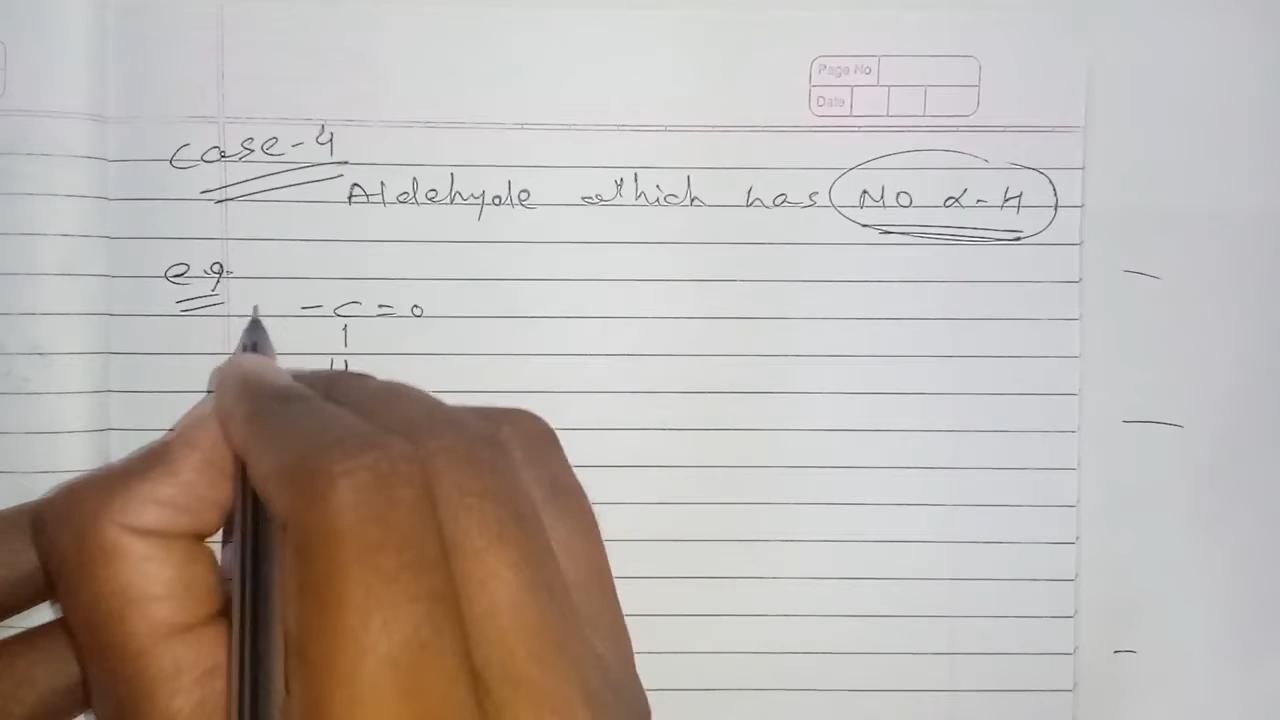 Page No
Date
Case-4
Aldehyde which has NO α-H
e.g.
-C=O
|
H